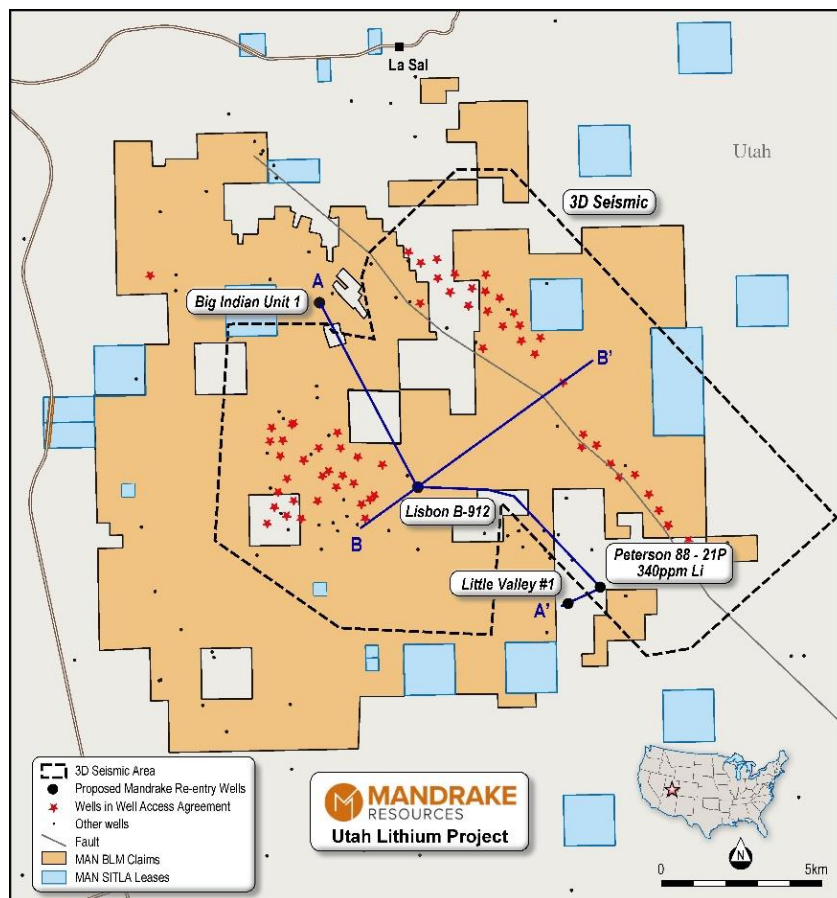 La Sal
Utah
3D Seismic
A
Big Indian Unit 1
B'
Lisbon B-912
B
Peterson 88 - 21P
340ppm Li
Little Valley #1
A'
3D Seismic Area
Proposed Mandrake Re-entry Wells
Wells in Well Access Agreement
Other wells
Fault
MAN BLM Claims
MAN SITLA Leases
MANDRAKE
RESOURCES
Utah Lithium Project
N
0 5km